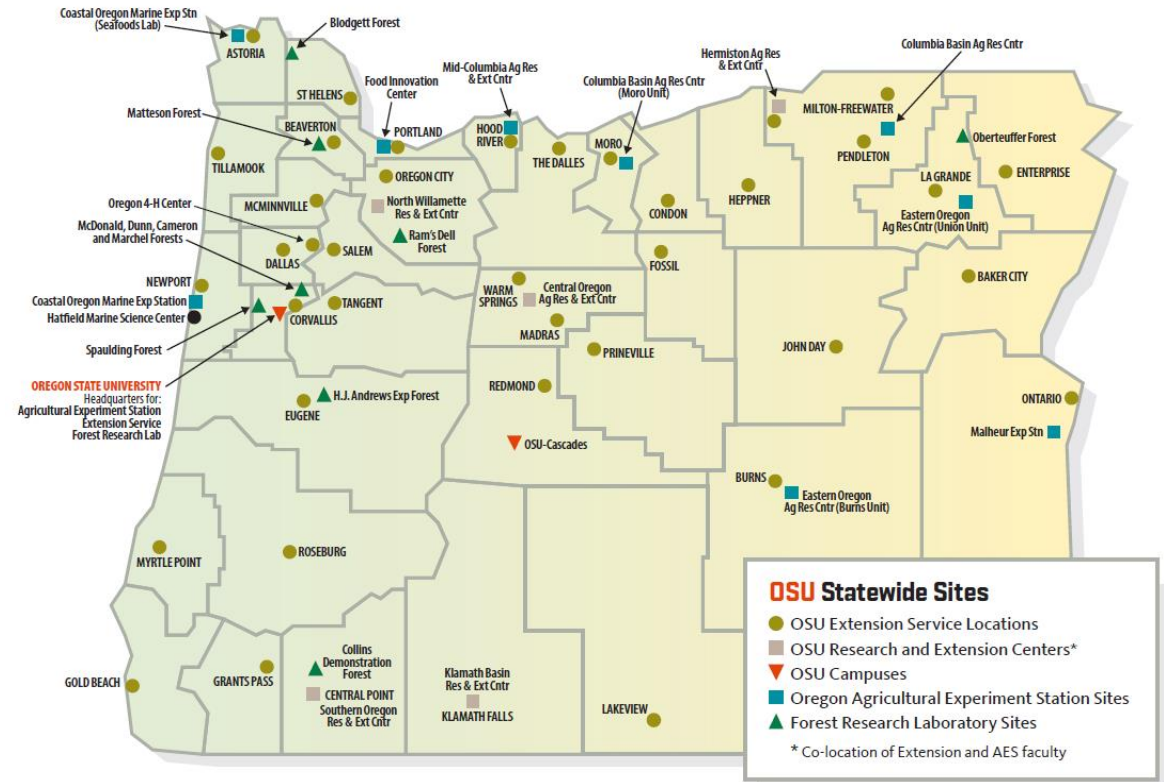 Coastal Oregon Marine Exp Stn
(Seafoods Lab)
ASTORIA
Blodgett Forest
ST HELENS
Matteson Forest
BEAVERTON
Food Innovation
Center
PORTLAND
Mid-Columbia Ag Res
& Ext Cntr
HOOD
RIVER
THE DALLES
Columbia Basin Ag Res Cntr
(Moro Unit)
MORO
Hermiston Ag Res
& Ext Cntr
Columbia Basin Ag Res Cntr
MILTON-FREEWATER
PENDLETON
Oberteuffer Forest
LA GRANDE
ENTERPRISE
Eastern Oregon
Ag Res Cntr (Union Unit)
TILLAMOOK
OREGON CITY
North Willamette
Res & Ext Cntr
Ram's Dell
Forest
MCMINNVILLE
Oregon 4-H Center
McDonald, Dunn, Cameron
and Marchel Forests
DALLAS
SALEM
CONDON
HEPPNER
FOSSIL
BAKER CITY
NEWPORT
Coastal Oregon Marine Exp Station
Hatfield Marine Science Center
CORVALLIS
TANGENT
WARM
SPRINGS
Central Oregon
Ag Res & Ext Cntr
MADRAS
PRINEVILLE
JOHN DAY
Spaulding Forest
OREGON STATE UNIVERSITY
Headquarters for:
Agricultural Experiment Station
Extension Service
Forest Research Lab
H.J. Andrews Exp Forest
EUGENE
REDMOND
OSU-Cascades
ONTARIO
Malheur Exp Stn
BURNS
Eastern Oregon
Ag Res Cntr (Burns Unit)
MYRTLE POINT
ROSEBURG
GOLD BEACH
GRANTS PASS
Collins
Demonstration
Forest
CENTRAL POINT
Southern Oregon
Res & Ext Cntr
Klamath Basin
Res & Ext Cntr
KLAMATH FALLS
LAKEVIEW
OSU Statewide Sites
OSU Extension Service Locations
OSU Research and Extension Centers*
OSU Campuses
Oregon Agricultural Experiment Station Sites
Forest Research Laboratory Sites
* Co-location of Extension and AES faculty